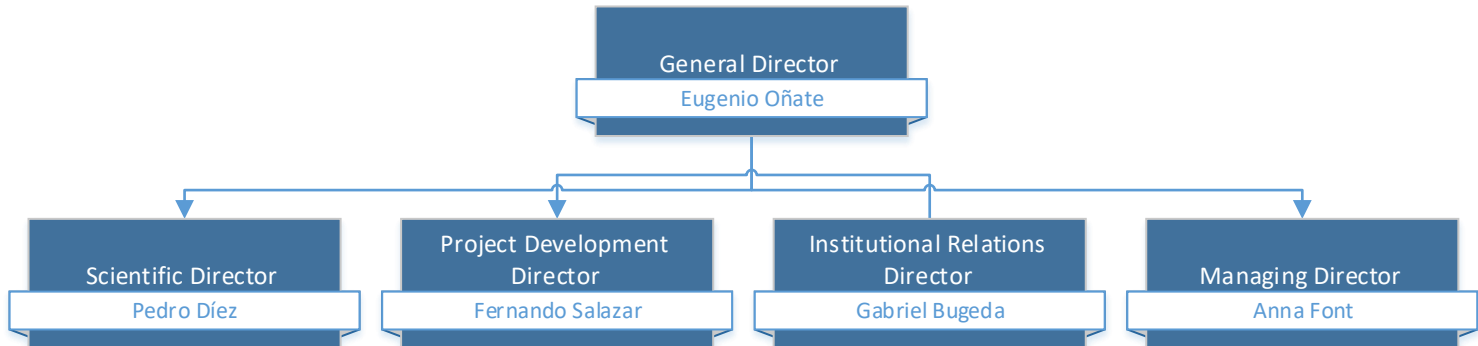 General Director
Eugenio Oñate
Scientific Director
Pedro Díez
Project Development
Director
Fernando Salazar
Institutional Relations
Director
Gabriel Bugeda
Managing Director
Anna Font